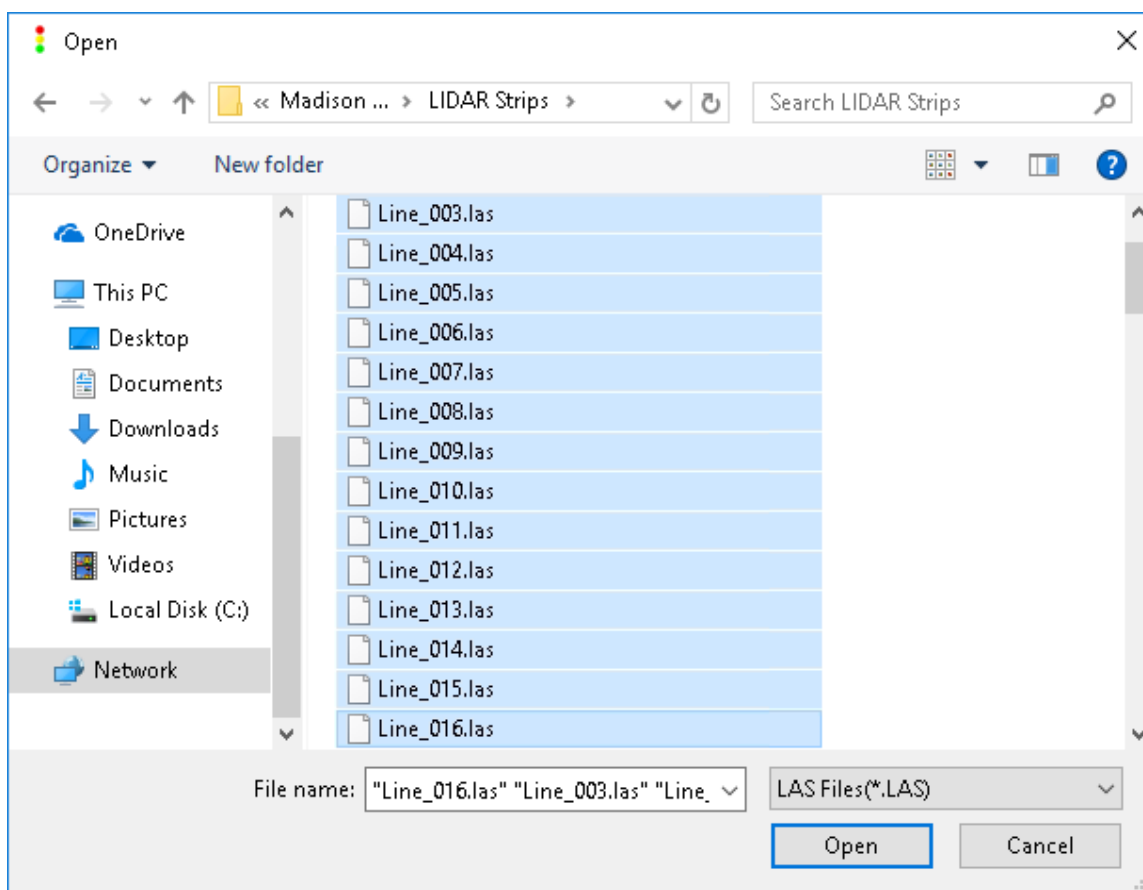 Open
« Madison ... > LIDAR Strips >
Search LIDAR Strips
Organize
New folder
OneDrive
This PC
Desktop
Documents
Downloads
Music
Pictures
Videos
Local Disk (C:)
Network
Line_003.las
Line_004.las
Line_005.las
Line_006.las
Line_007.las
Line_008.las
Line_009.las
Line_010.las
Line_011.las
Line_012.las
Line_013.las
Line_014.las
Line_015.las
Line_016.las
File name: "Line_016.las" "Line_003.las" "Line_
LAS Files(*.LAS)
Open
Cancel